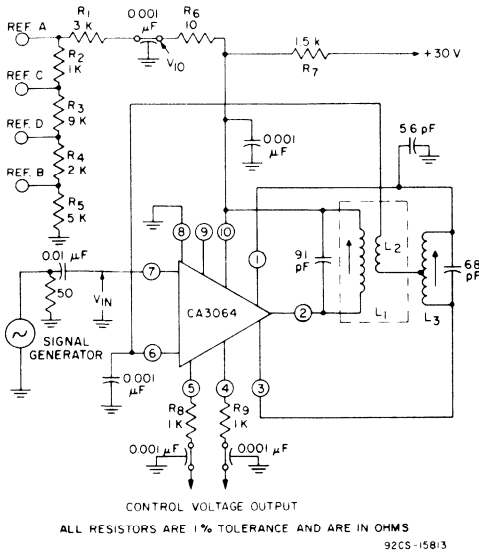 REF. A
R1
3 K
0.001
μF
R6
10
V10
1.5 k
R7
+30 V
R2
1K
REF. C
R3
9 K
REF. D
R4
2 K
REF. B
R5
5 K
0.001
μF
56 pF
0.01 μF
50
VIN
SIGNAL
GENERATOR
8
9
10
1
7
CA3064
2
6
5
4
3
91
pF
L2
L1
L3
68
pF
0.001
μF
R8
1 K
R9
1 K
0.001
μF
0.001
μF
CONTROL VOLTAGE OUTPUT
ALL RESISTORS ARE 1% TOLERANCE AND ARE IN OHMS
92CS-15813